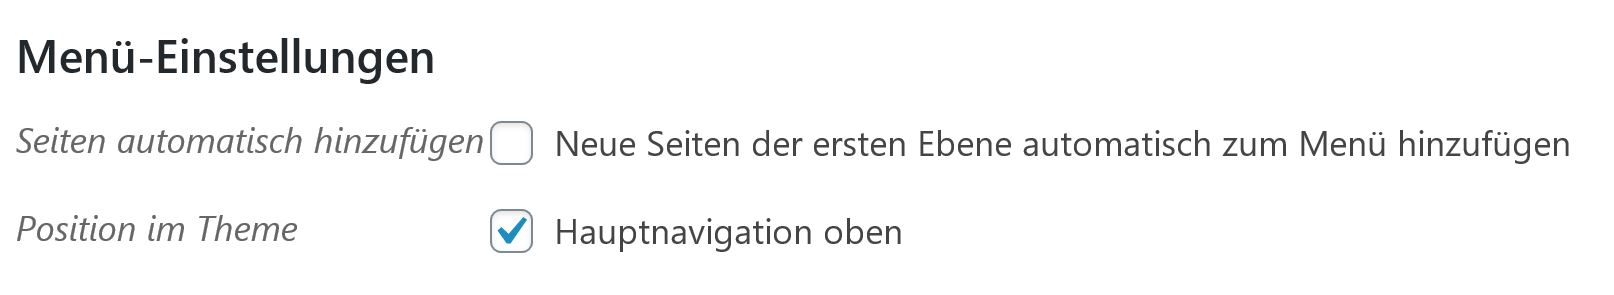 Menü-Einstellungen
Seiten automatisch hinzufügen Neue Seiten der ersten Ebene automatisch zum Menü hinzufügen
Position im Theme Hauptnavigation oben